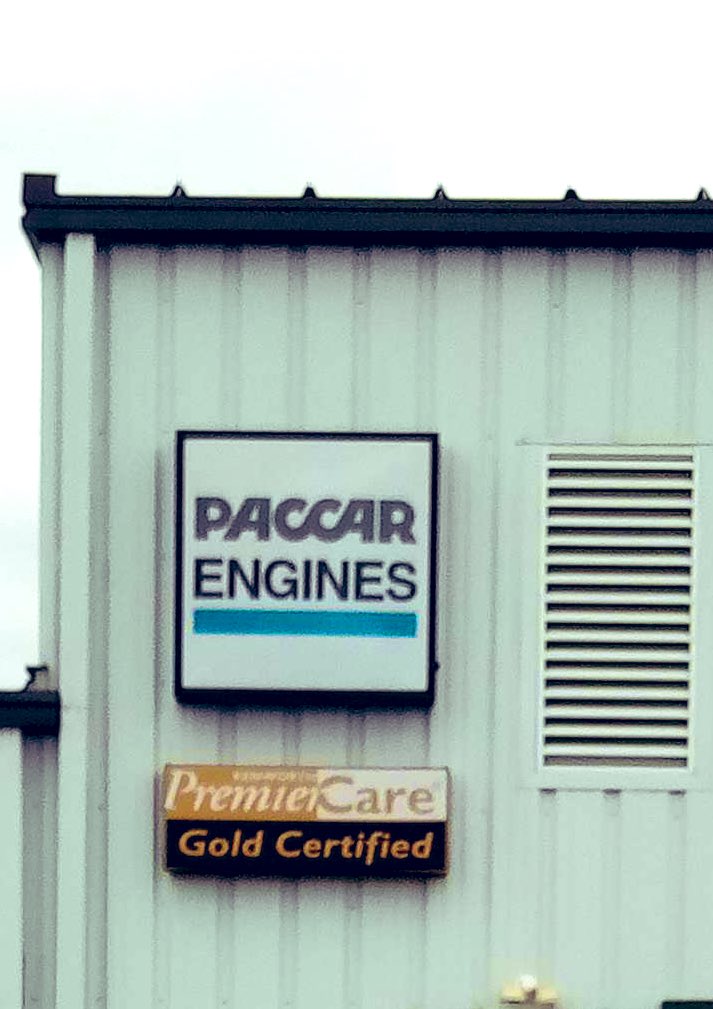 PACCAR
ENGINES
PremierCare
Gold Certified